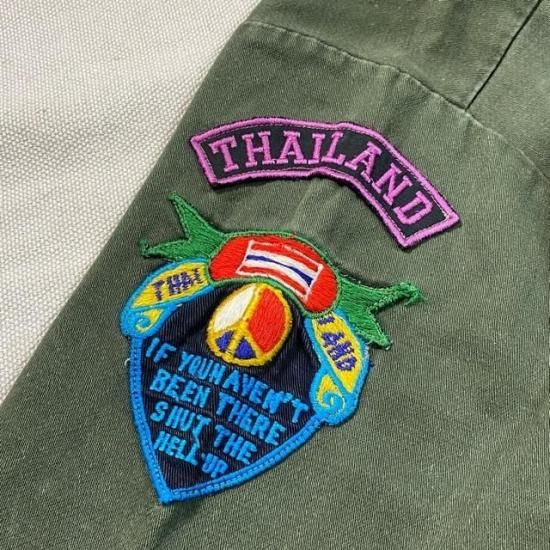 THAILAND
THAI LAND
IF YOU HAVEN'T
BEEN THERE
SHUT THE
HELL-UP